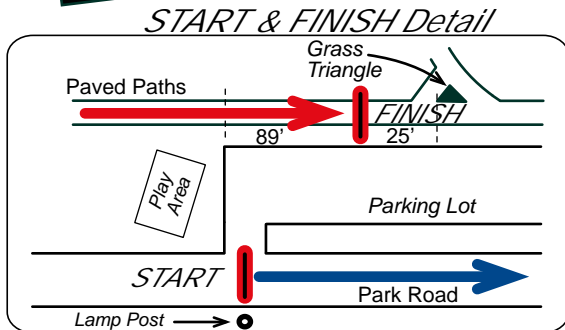 START & FINISH Detail
Grass
Triangle
Paved Paths
FINISH
89' 25'
Play
Area
Parking Lot
START
Park Road
Lamp Post